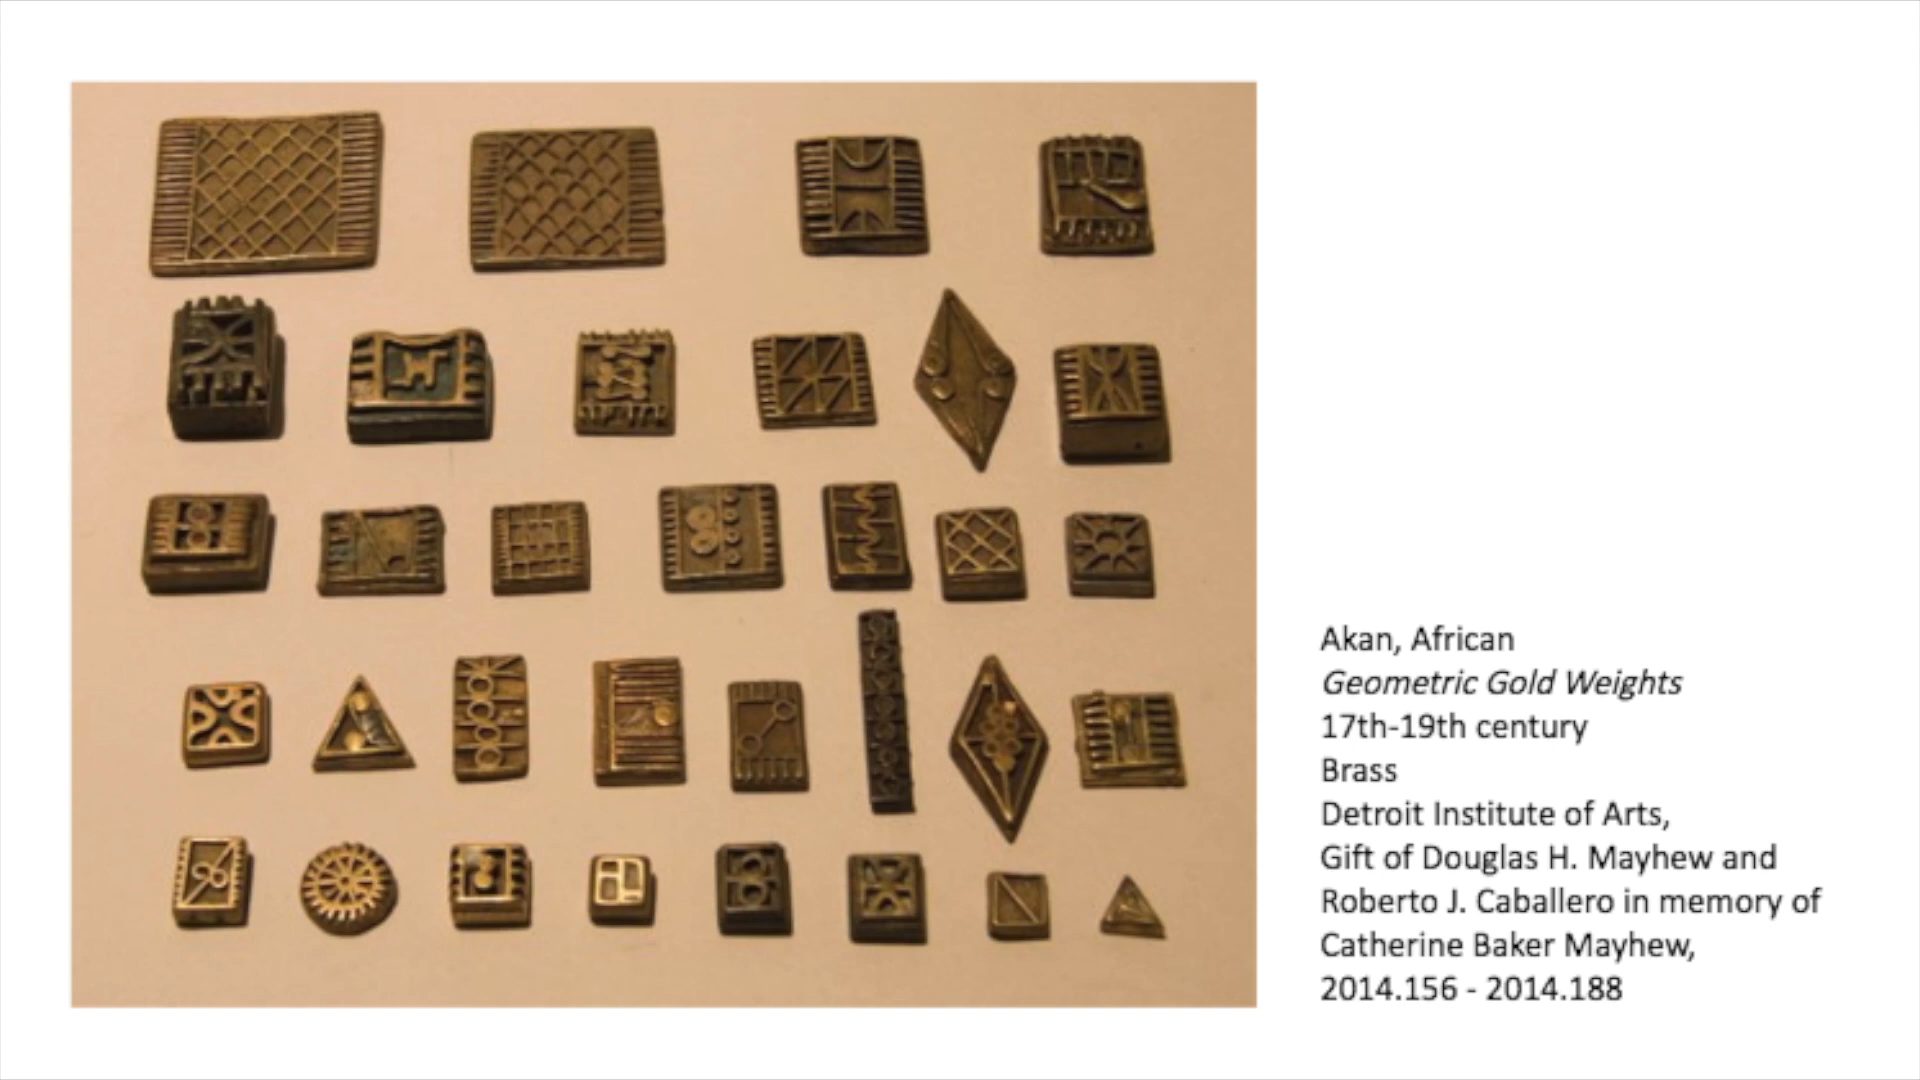 Akan, African
Geometric Gold Weights
17th-19th century
Brass
Detroit Institute of Arts,
Gift of Douglas H. Mayhew and
Roberto J. Caballero in memory of
Catherine Baker Mayhew,
2014.156 - 2014.188